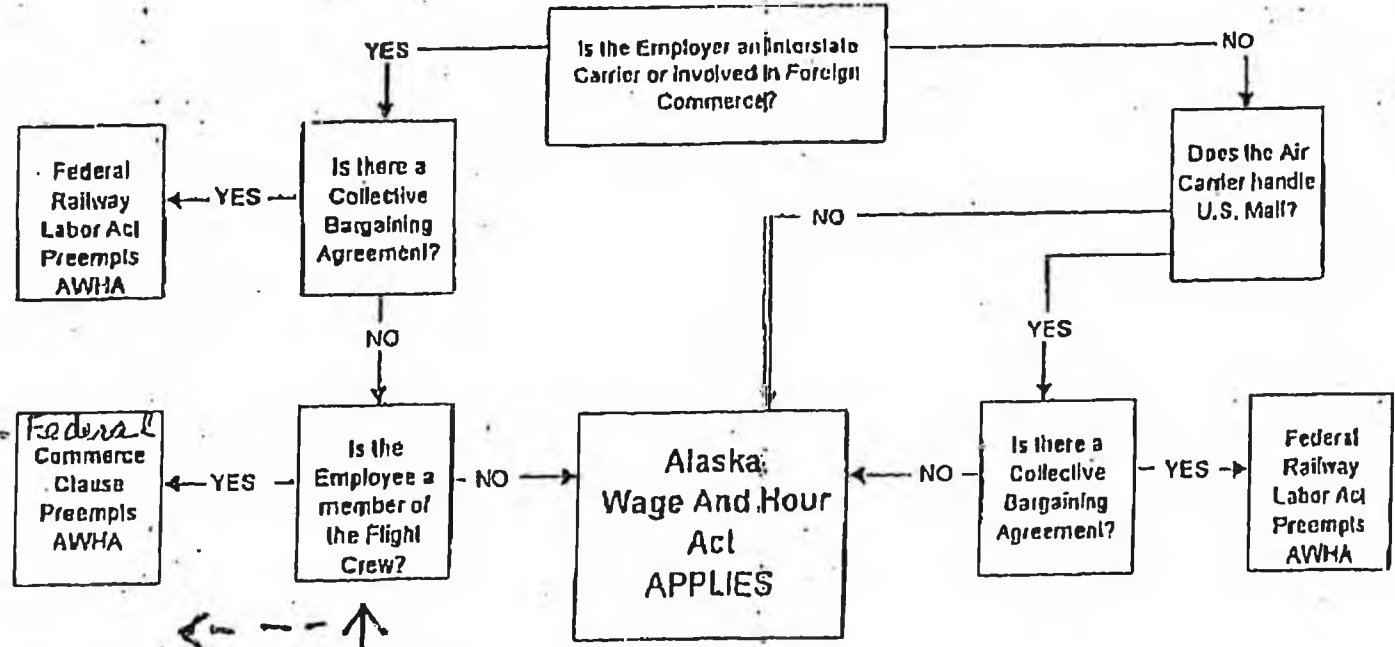 Is the Employer an Interstate
Carrier or Involved In Foreign
Commerce?
YES
NO
Federal
Railway
Labor Act
Preempts
AWHA
YES
Is there a
Collective
Bargaining
Agreement?
Does the Air
Carrier handle
U.S. Mail?
NO
NO
YES
Federal
Commerce
Clause
Preempts
AWHA
YES
Is the
Employee a
member of
the Flight
Crew?
NO
Alaska
Wage And Hour
Act
APPLIES
NO
Is there a
Collective
Bargaining
Agreement?
YES
Federal
Railway
Labor Act
Preempts
AWHA